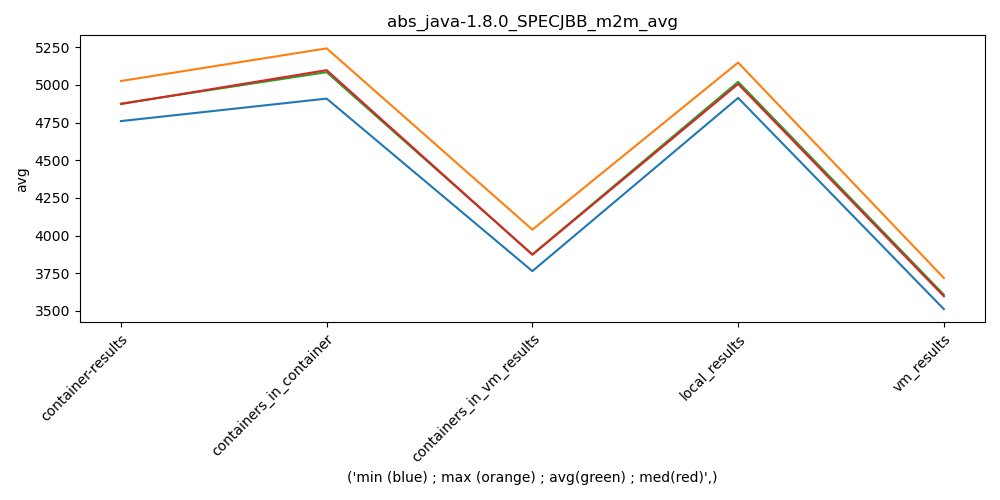 abs_java-1.8.0_SPECJBB_m2m_avg
5250
5000
4750
4500
4250
4000
3750
3500
avg
container-results
containers_in_container
containers_in_vm_results
local_results
vm_results
('min (blue) ; max (orange) ; avg(green) ; med(red)',)